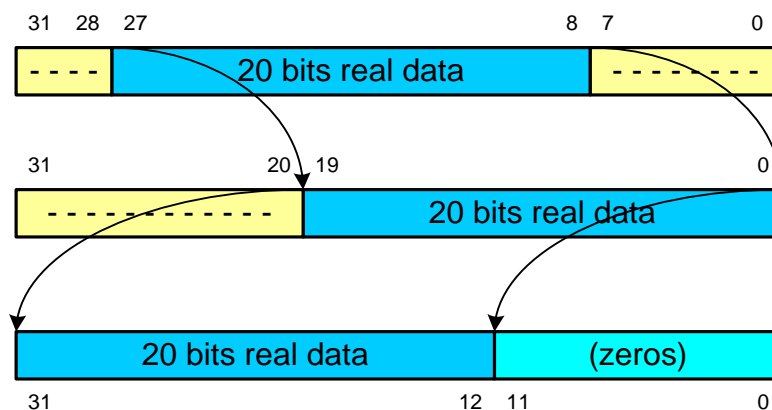 31 28 27 8 7 0
- - - - 20 bits real data - - - - - - - -
31 20 19 0
- - - - - - - - - - - - 20 bits real data
20 bits real data (zeros)
31 12 11 0